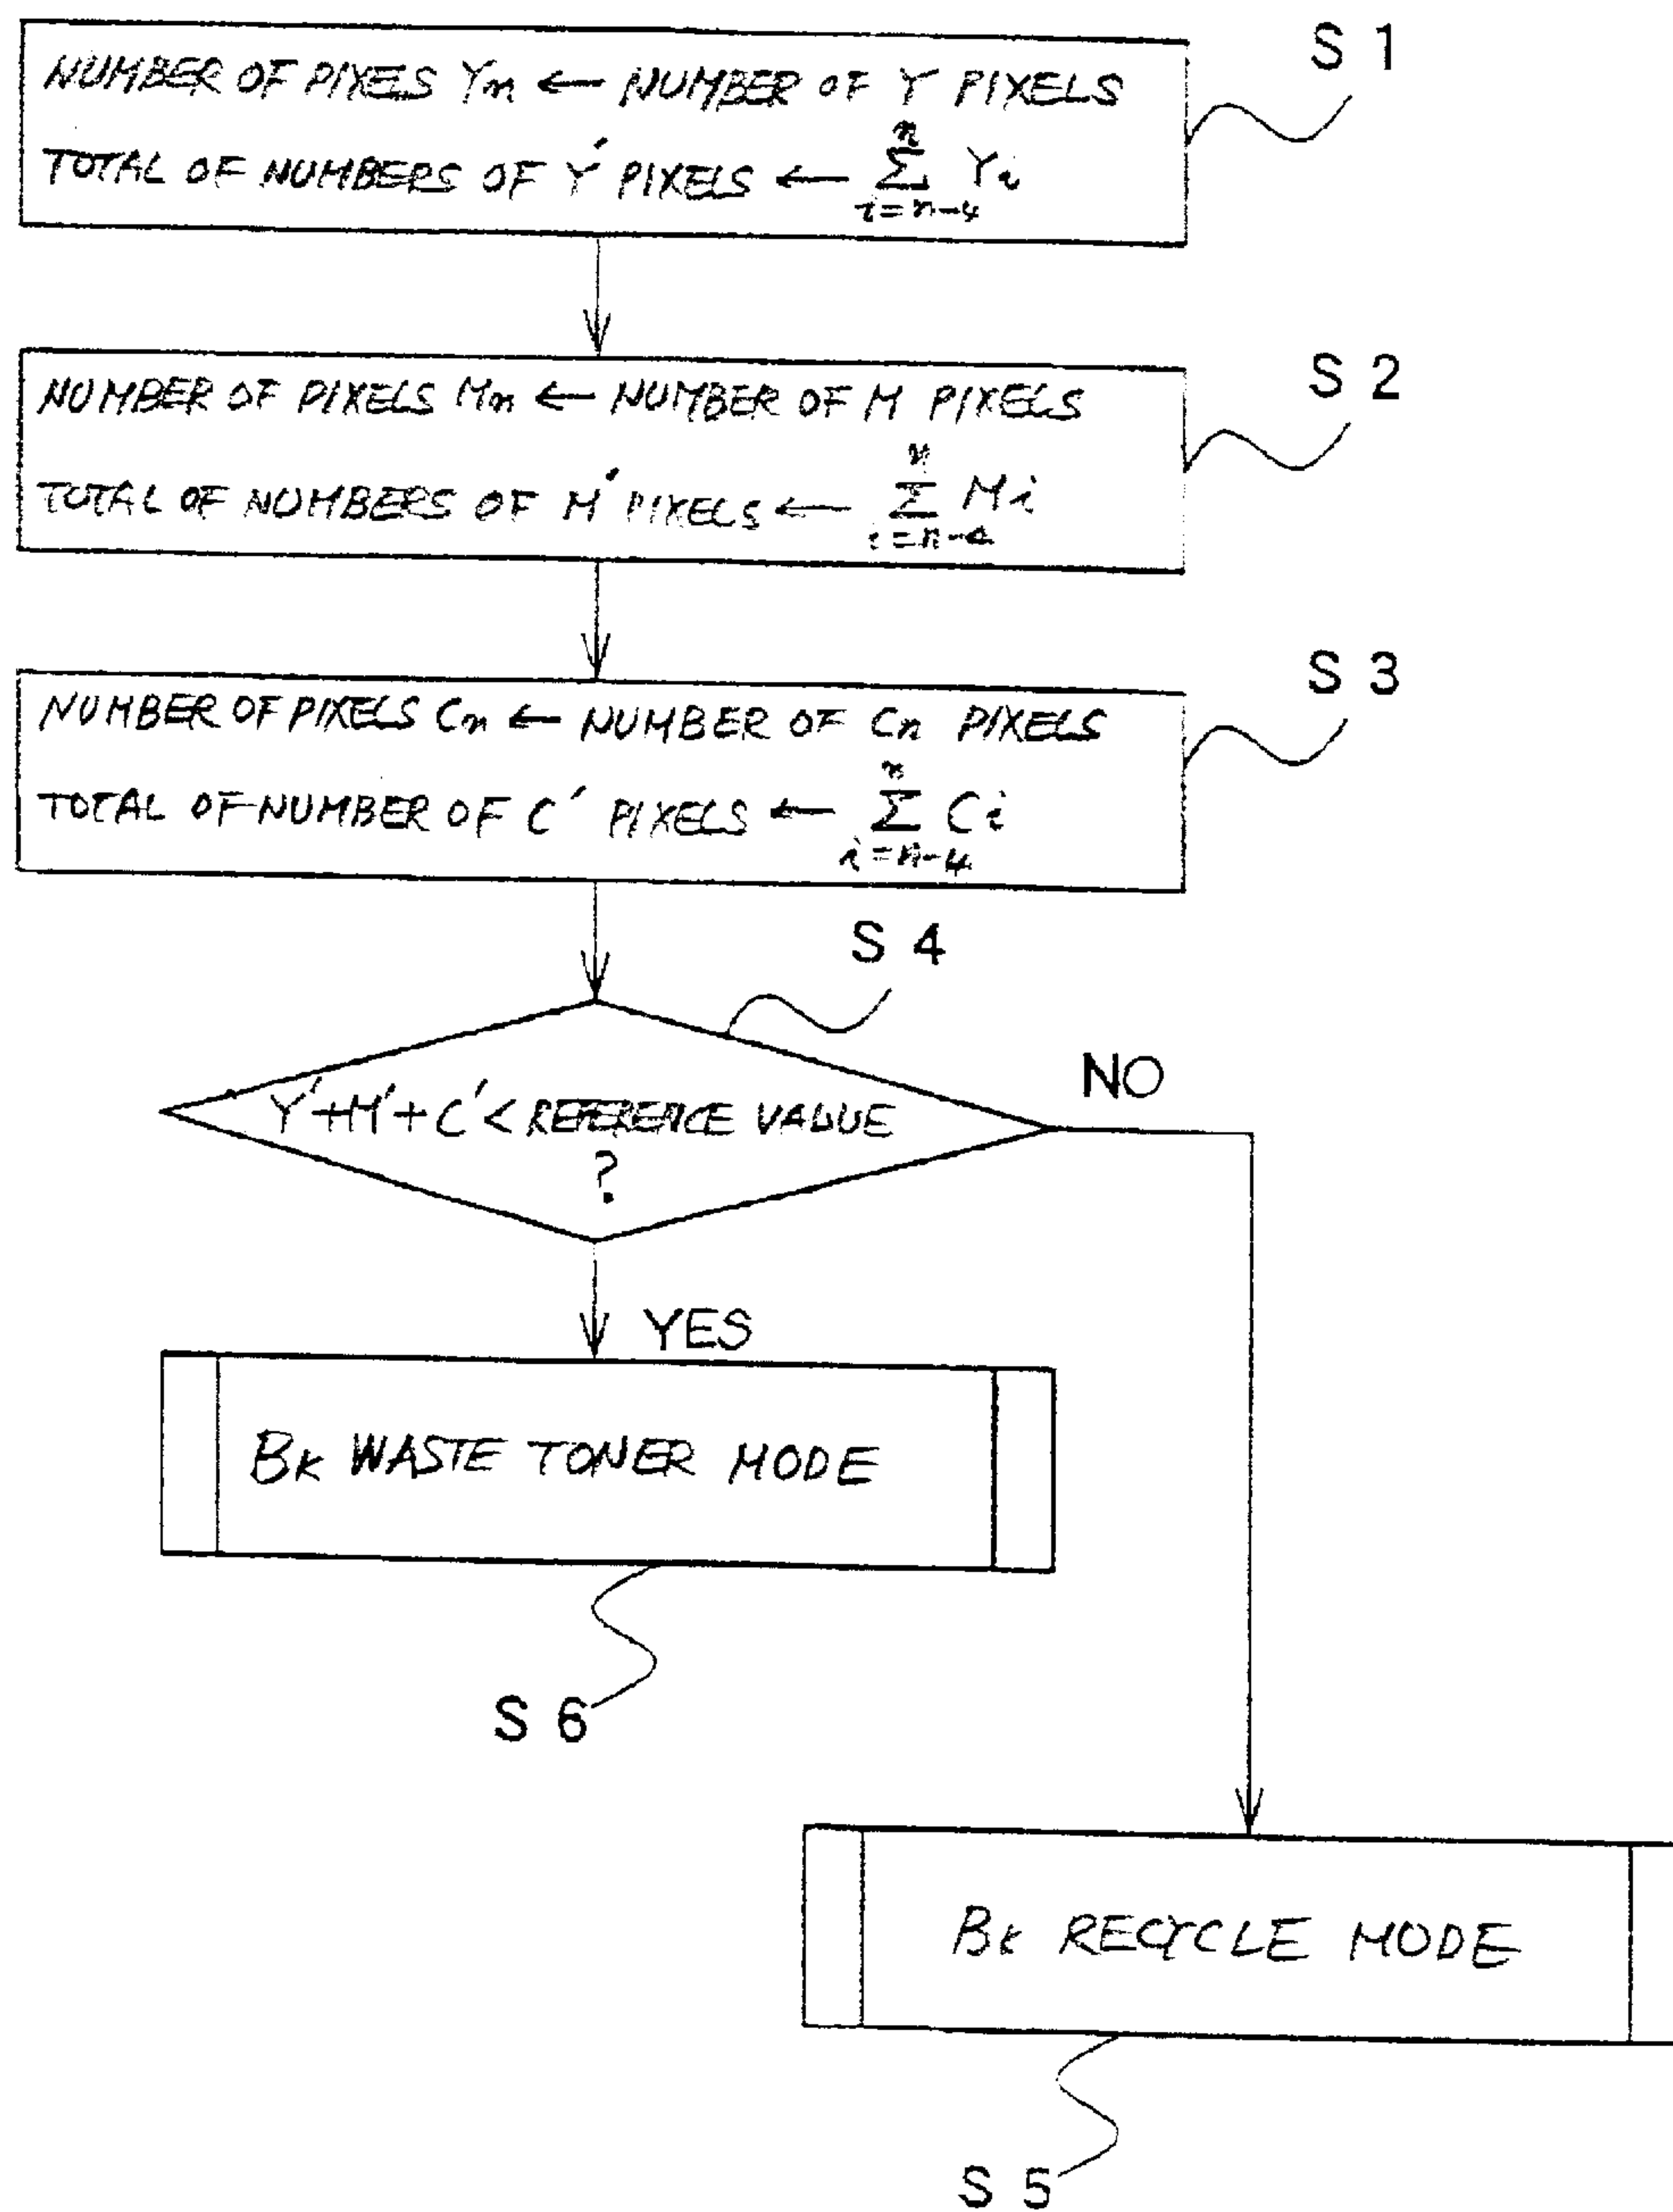 S 1
NUMBER OF PIXELS Yn ← NUMBER OF Y PIXELS
TOTAL OF NUMBERS OF Y' PIXELS ← n Σ i=n-4 Yi
S 2
NUMBER OF PIXELS Mn ← NUMBER OF M PIXELS
TOTAL OF NUMBERS OF M' PIXELS ← n Σ i=n-4 Mi
S 3
NUMBER OF PIXELS Cn ← NUMBER OF Cn PIXELS
TOTAL OF NUMBER OF C' PIXELS ← n Σ i=n-4 Ci
S 4
Y'+M'+C' < REFERENCE VALUE
?
NO
YES
Bk WASTE TONER MODE
S 6
Bk RECYCLE MODE
S 5